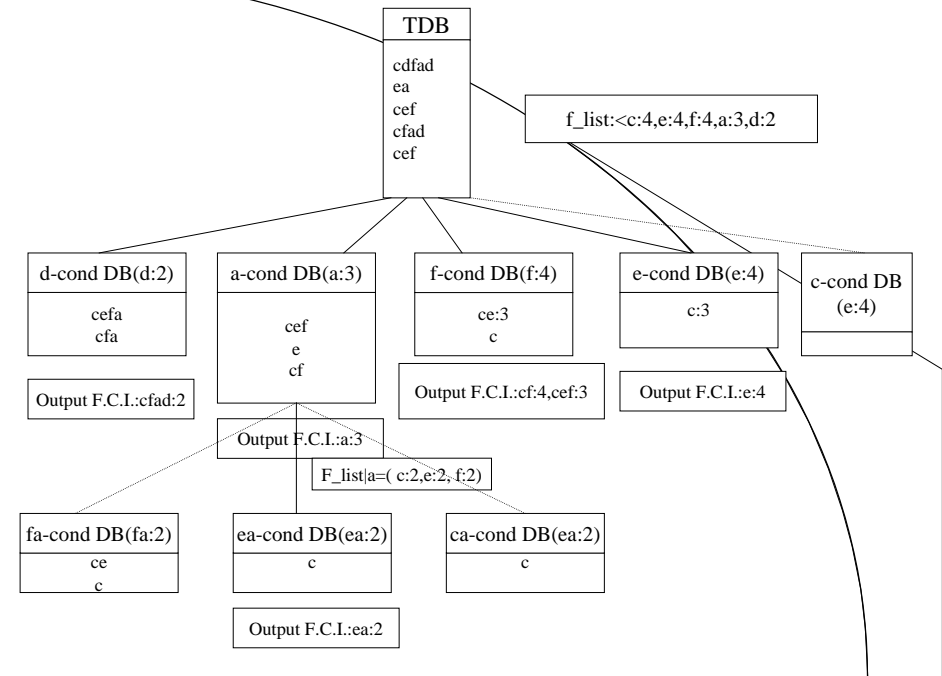 TDB
cdfad
ea
cef
cfad
cef
f_list:<c:4,e:4,f:4,a:3,d:2
d-cond DB(d:2)
cefa
cfa
Output F.C.I.:cfad:2
a-cond DB(a:3)
cef
e
cf
Output F.C.I.:a:3
F_list|a=( c:2,e:2, f:2)
f-cond DB(f:4)
ce:3
c
Output F.C.I.:cf:4,cef:3
e-cond DB(e:4)
c:3
Output F.C.I.:e:4
c-cond DB
(e:4)
fa-cond DB(fa:2)
ce
c
ea-cond DB(ea:2)
c
Output F.C.I.:ea:2
ca-cond DB(ea:2)
c